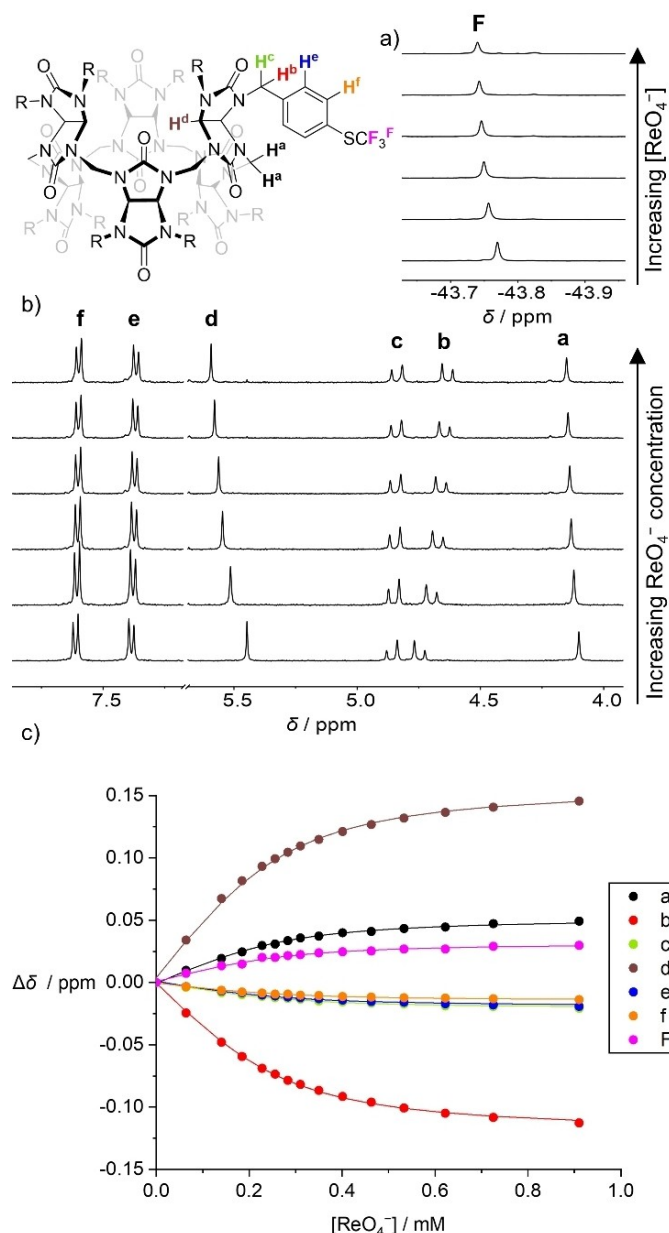 a)
F
Increasing [ReO₄⁻]
-43.7 -43.8 -43.9
δ / ppm
O
R N N R
O
R N N
O
N N
Hᶜ
Hᵇ
Hᵉ
Hᶠ
Hᵈ
SCF₃ꟳ
Hᵃ
Hᵃ
N N
O
N N
O
N N
O
R N N R
O
b)
f e d c b a
Increasing ReO₄⁻ concentration
7.5 5.5 5.0 4.5 4.0
δ / ppm
c)
0.15
0.10
0.05
0.00
-0.05
-0.10
-0.15
Δδ / ppm
0.0 0.2 0.4 0.6 0.8 1.0
[ReO₄⁻] / mM
a
b
c
d
e
f
F